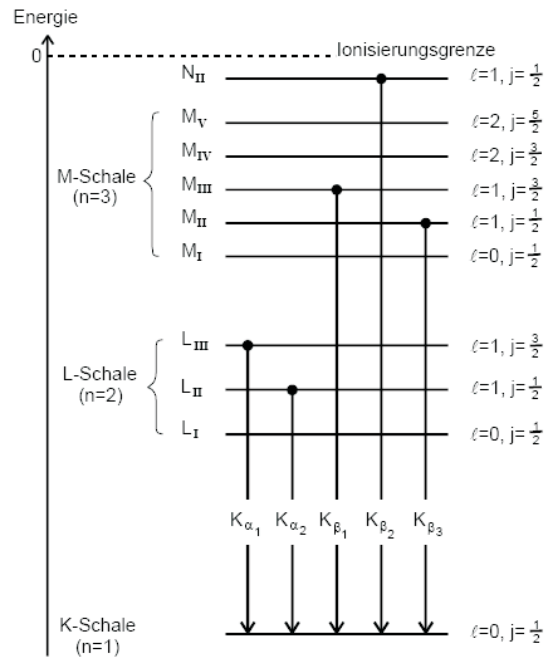 Energie
0
Ionisierungsgrenze
N_II ℓ=1, j=1/2
M_V ℓ=2, j=5/2
M_IV ℓ=2, j=3/2
M-Schale
(n=3)
M_III ℓ=1, j=3/2
M_II ℓ=1, j=1/2
M_I ℓ=0, j=1/2
L_III ℓ=1, j=3/2
L-Schale
(n=2)
L_II ℓ=1, j=1/2
L_I ℓ=0, j=1/2
K_α1 K_α2 K_β1 K_β2 K_β3
K-Schale
(n=1)
ℓ=0, j=1/2